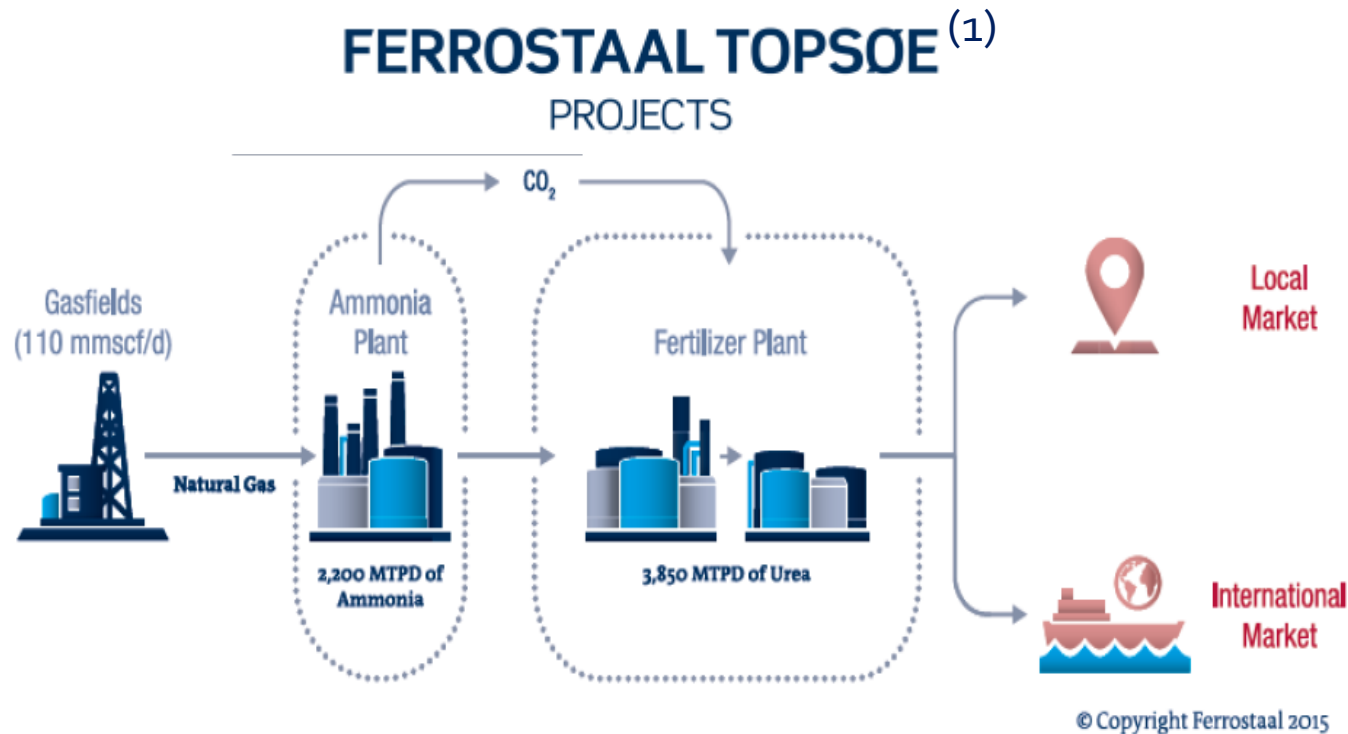 FERROSTAAL TOPSØE (1)
PROJECTS
CO₂
Gasfields
(110 mmscf/d)
Natural Gas
Ammonia
Plant
2,200 MTPD of
Ammonia
Fertilizer Plant
3,850 MTPD of Urea
Local
Market
International
Market
© Copyright Ferrostaal 2015